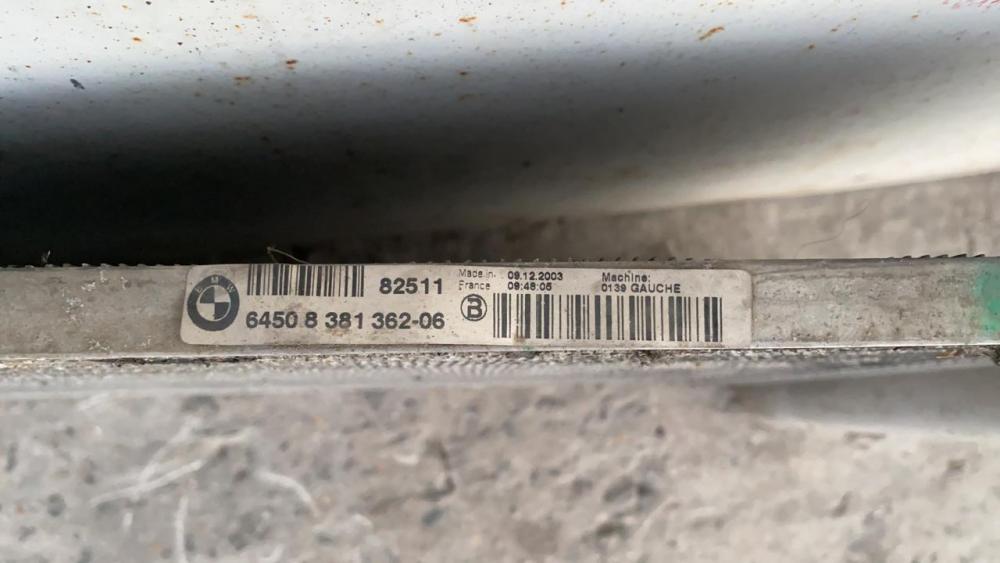 BMW
82511
6450 8 381 362-06
Made in. 09.12.2003
France 09:48:05
Machine:
0139 GAUCHE
B